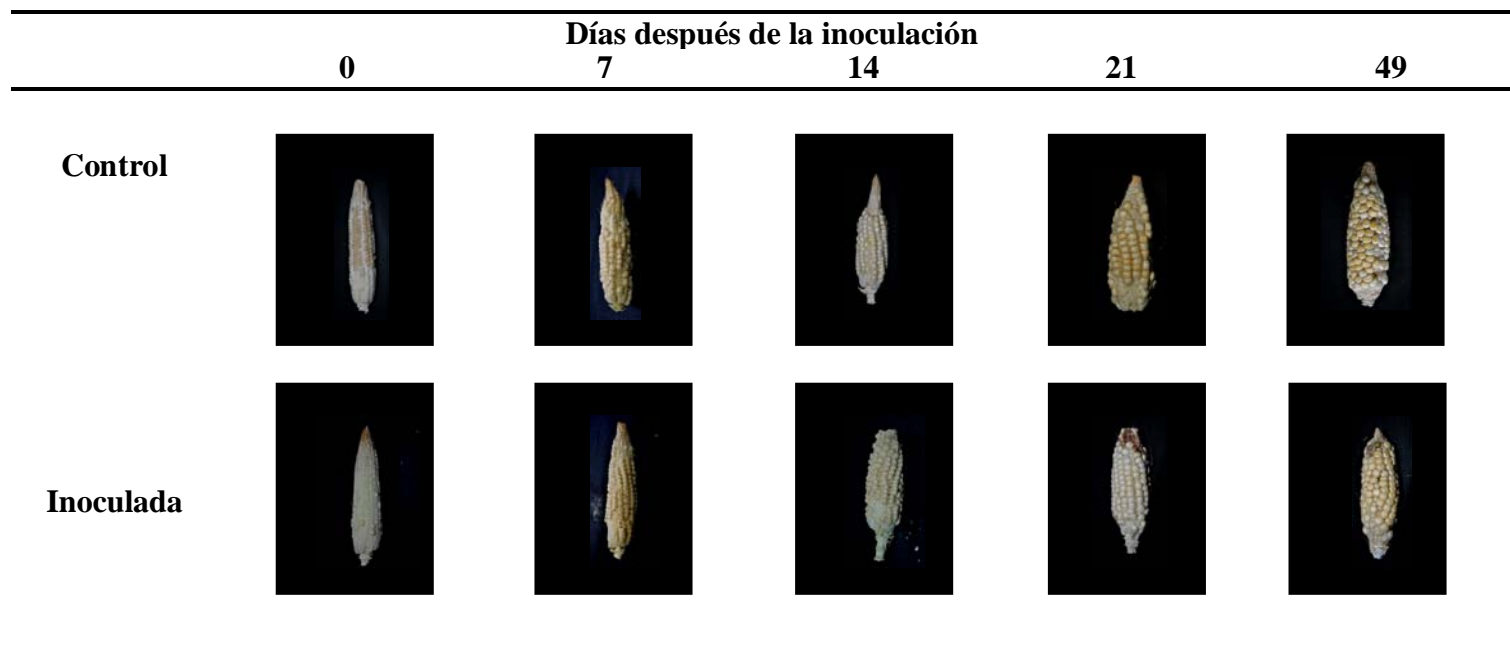 Días después de la inoculación
0 7 14 21 49
Control
Inoculada